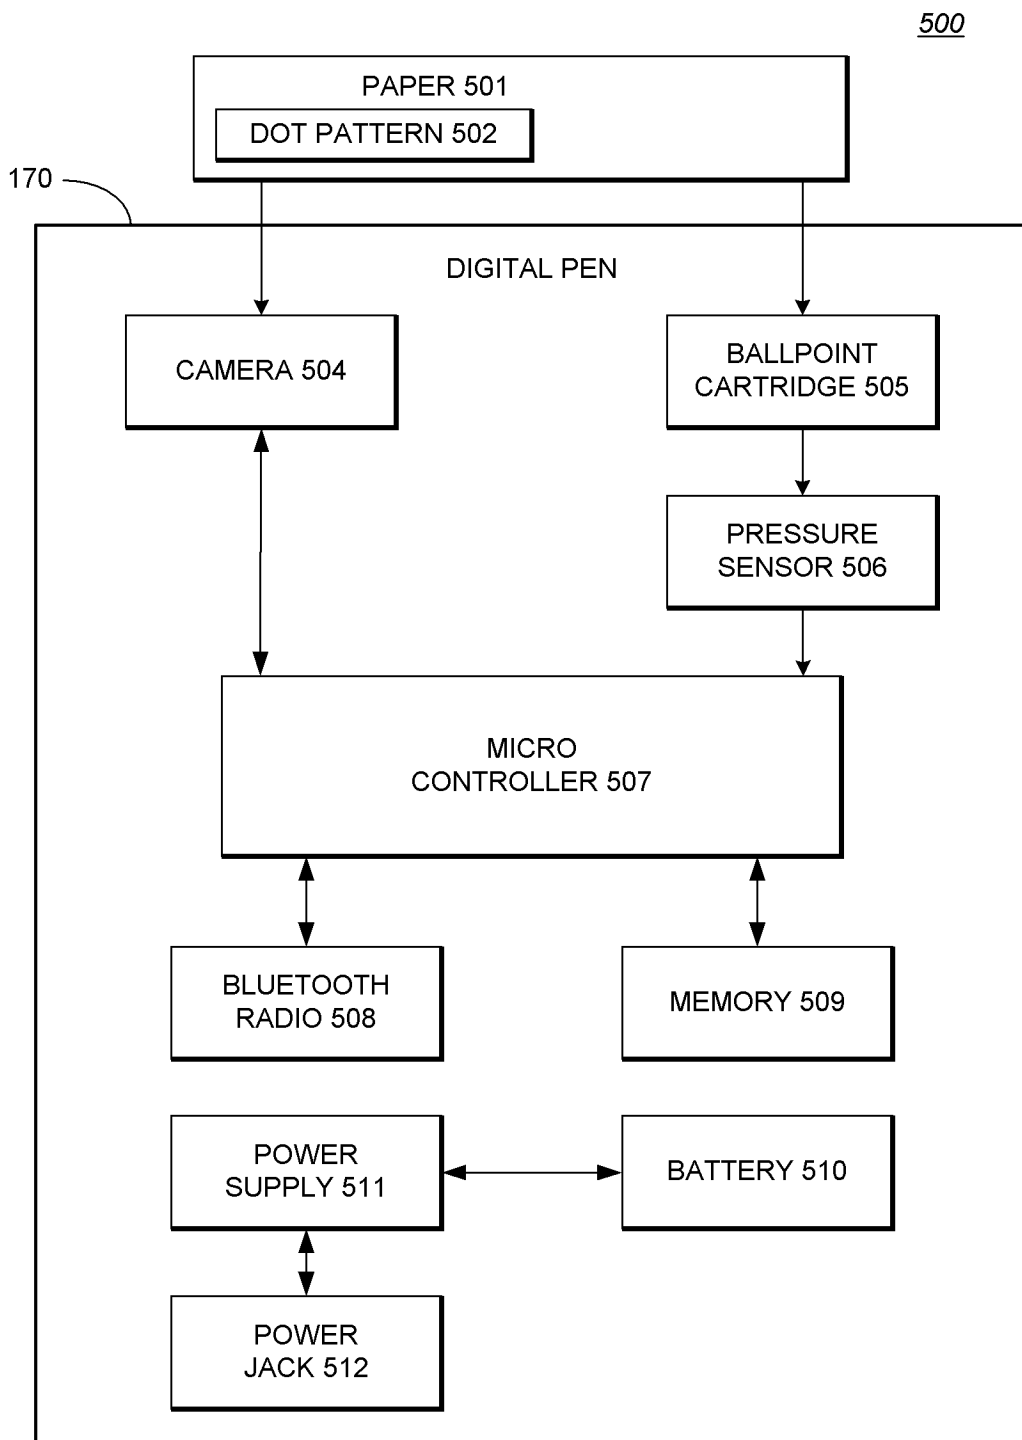 500
PAPER 501
DOT PATTERN 502
170
DIGITAL PEN
CAMERA 504
BALLPOINT
CARTRIDGE 505
PRESSURE
SENSOR 506
MICRO
CONTROLLER 507
BLUETOOTH
RADIO 508
MEMORY 509
POWER
SUPPLY 511
BATTERY 510
POWER
JACK 512